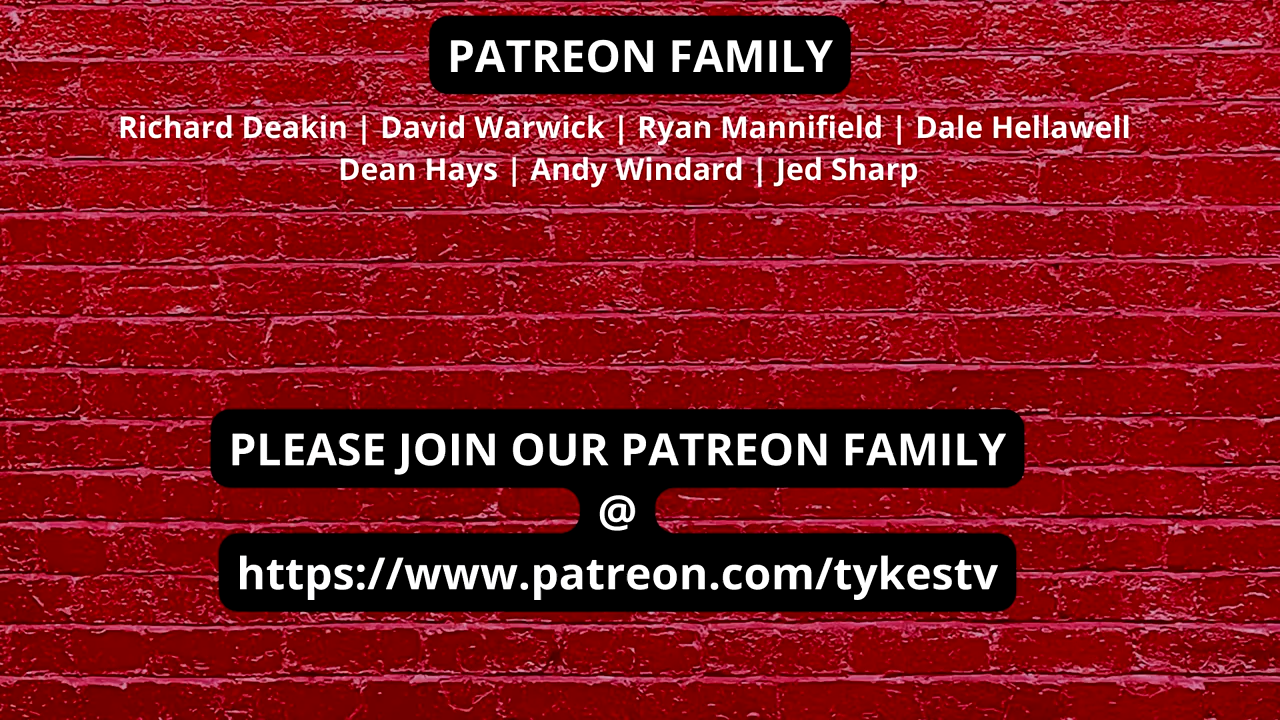 PATREON FAMILY
Richard Deakin | David Warwick | Ryan Mannifield | Dale Hellawell
Dean Hays | Andy Windard | Jed Sharp
PLEASE JOIN OUR PATREON FAMILY
@
https://www.patreon.com/tykestv